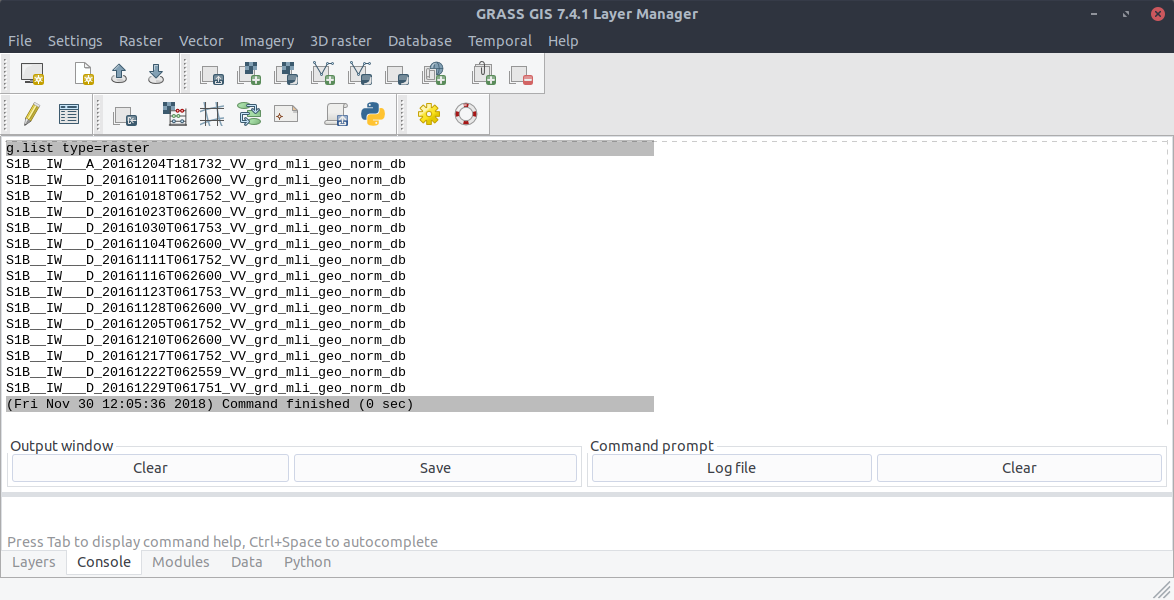 GRASS GIS 7.4.1 Layer Manager
File Settings Raster Vector Imagery 3D raster Database Temporal Help
g.list type=raster
S1B__IW___A_20161204T181732_VV_grd_mli_geo_norm_db
S1B__IW___D_20161011T062600_VV_grd_mli_geo_norm_db
S1B__IW___D_20161018T061752_VV_grd_mli_geo_norm_db
S1B__IW___D_20161023T062600_VV_grd_mli_geo_norm_db
S1B__IW___D_20161030T061753_VV_grd_mli_geo_norm_db
S1B__IW___D_20161104T062600_VV_grd_mli_geo_norm_db
S1B__IW___D_20161111T061752_VV_grd_mli_geo_norm_db
S1B__IW___D_20161116T062600_VV_grd_mli_geo_norm_db
S1B__IW___D_20161123T061753_VV_grd_mli_geo_norm_db
S1B__IW___D_20161128T062600_VV_grd_mli_geo_norm_db
S1B__IW___D_20161205T061752_VV_grd_mli_geo_norm_db
S1B__IW___D_20161210T062600_VV_grd_mli_geo_norm_db
S1B__IW___D_20161217T061752_VV_grd_mli_geo_norm_db
S1B__IW___D_20161222T062559_VV_grd_mli_geo_norm_db
S1B__IW___D_20161229T061751_VV_grd_mli_geo_norm_db
(Fri Nov 30 12:05:36 2018) Command finished (0 sec)
Output window Command prompt
Clear Save Log file Clear
Press Tab to display command help, Ctrl+Space to autocomplete
Layers Console Modules Data Python